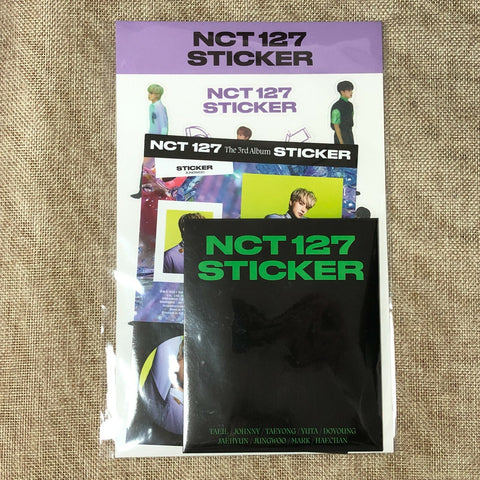 NCT 127
STICKER
NCT 127
STICKER
NCT 127 The 3rd Album STICKER
STICKER
JUNGWOO
NCT 127
STICKER
TAEIL / JOHNNY / TAEYONG / YUTA / DOYOUNG
JAEHYUN / JUNGWOO / MARK / HAECHAN